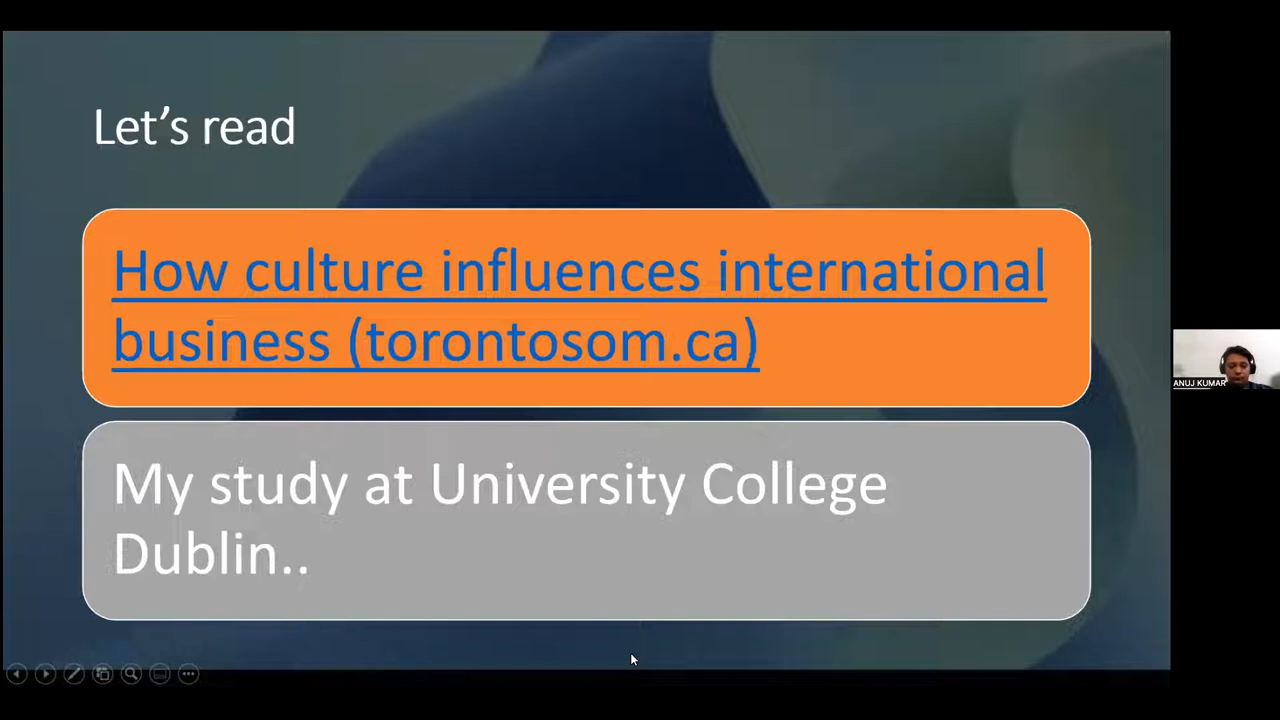 Let's read
How culture influences international
business (torontosom.ca)
My study at University College
Dublin..
ANUJ KUMAR